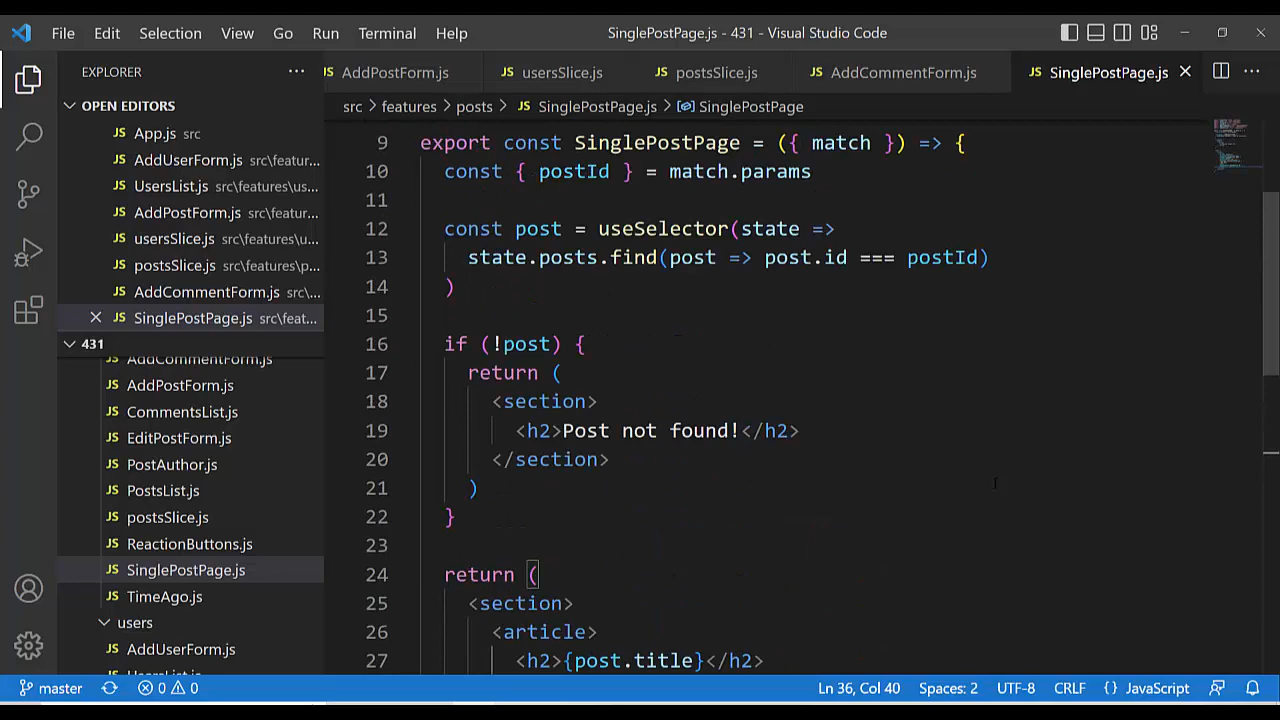 File Edit Selection View Go Run Terminal Help
SinglePostPage.js - 431 - Visual Studio Code
EXPLORER
OPEN EDITORS
App.js src
AddUserForm.js src\featur...
UsersList.js src\features\us...
AddPostForm.js src\featur...
usersSlice.js src\features\u...
postsSlice.js src\features\p...
AddCommentForm.js src\...
SinglePostPage.js src\feat...
431
AddCommentForm.js
AddPostForm.js
CommentsList.js
EditPostForm.js
PostAuthor.js
PostsList.js
postsSlice.js
ReactionButtons.js
SinglePostPage.js
TimeAgo.js
users
AddUserForm.js
UsersList.js
AddPostForm.js
JS usersSlice.js
JS postsSlice.js
JS AddCommentForm.js
JS SinglePostPage.js
src > features > posts > JS SinglePostPage.js > SinglePostPage
9 export const SinglePostPage = ({ match }) => {
10 const { postId } = match.params
11
12 const post = useSelector(state =>
13 state.posts.find(post => post.id === postId)
14 )
15
16 if (!post) {
17 return (
18 <section>
19 <h2>Post not found!</h2>
20 </section>
21 )
22 }
23
24 return (
25 <section>
26 <article>
27 <h2>{post.title}</h2>
master 0 0 Ln 36, Col 40 Spaces: 2 UTF-8 CRLF {} JavaScript